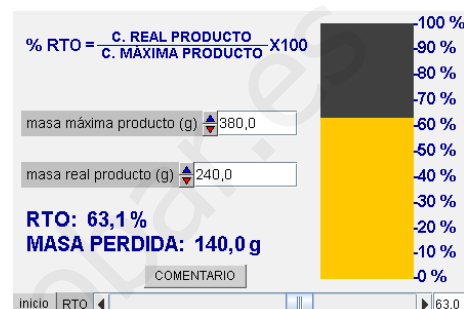 % RTO = C. REAL PRODUCTO X100
C. MÁXIMA PRODUCTO
masa máxima producto (g) 380,0
masa real producto (g) 240,0
RTO: 63,1%
MASA PERDIDA: 140,0 g
COMENTARIO
100 %
90 %
80 %
70 %
60 %
50 %
40 %
30 %
20 %
10 %
0 %
inicio RTO 63.0